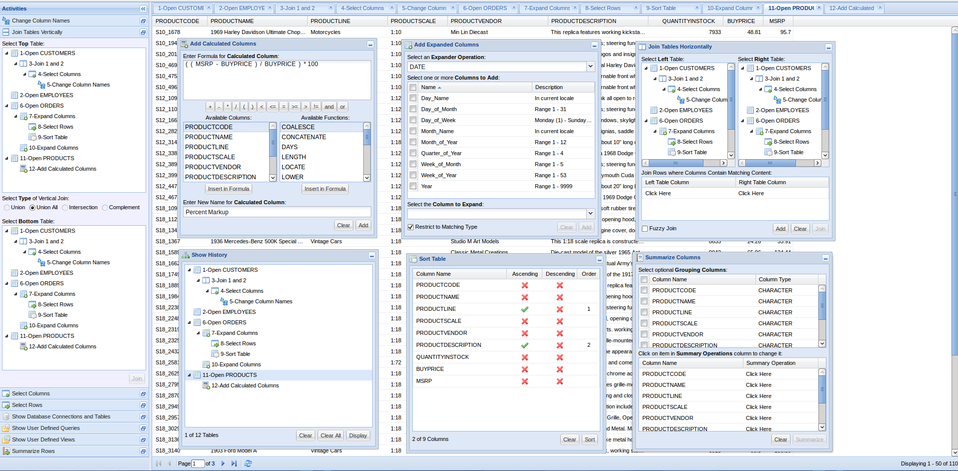 Activities
Change Column Names
Join Tables Vertically
Select Top Table:
1-Open CUSTOMERS
3-Join 1 and 2
4-Select Columns
5-Change Column Names
2-Open EMPLOYEES
6-Open ORDERS
7-Expand Columns
8-Select Rows
9-Sort Table
10-Expand Columns
11-Open PRODUCTS
12-Add Calculated Columns
Select Type of Vertical Join:
Union Union All Intersection Complement
Select Bottom Table:
1-Open CUSTOMERS
3-Join 1 and 2
4-Select Columns
5-Change Column Names
2-Open EMPLOYEES
6-Open ORDERS
7-Expand Columns
8-Select Rows
9-Sort Table
10-Expand Columns
11-Open PRODUCTS
12-Add Calculated Columns
Join
Select Columns
Select Rows
Show Database Connections and Tables
Show User Defined Queries
Show User Defined Views
Summarize Rows
1-Open CUSTOMI 2-Open EMPLOYE 3-Join 1 and 2 4-Select Columns 5-Change Column 6-Open ORDERS 7-Expand Columns 8-Select Rows 9-Sort Table 10-Expand Column 11-Open PRODU 12-Add Calculated
PRODUCTCODE PRODUCTNAME PRODUCTLINE PRODUCTSCALE PRODUCTVENDOR PRODUCTDESCRIPTION QUANTITYINSTOCK BUYPRICE MSRP
S10_1678 1969 Harley Davidson Ultimate Chop... Motorcycles 1:10 Min Lin Diecast This replica features working kicksta... 7933 48.81 95.7
Add Calculated Columns
Enter Formula for Calculated Column:
( ( MSRP - BUYPRICE ) / BUYPRICE ) * 100
+ - * / ( ) < <= = >= > != and or
Available Columns: Available Functions:
PRODUCTCODE COALESCE
PRODUCTNAME CONCATENATE
PRODUCTLINE DAYS
PRODUCTSCALE LENGTH
PRODUCTVENDOR LOCATE
PRODUCTDESCRIPTION LOWER
Insert in Formula Insert in Formula
Enter New Name for Calculated Column:
Percent Markup
Clear Add
Add Expanded Columns
Select an Expander Operation:
DATE
Select one or more Columns to Add:
Name Description
Day_Name In current locale
Day_of_Month Range 1 - 31
Day_of_Week Monday (1) - Sunday...
Month_Name In current locale
Month_of_Year Range 1 - 12
Quarter_of_Year Range 1 - 4
Week_of_Month Range 1 - 5
Week_of_Year Range 1 - 53
Year Range 1 - 9999
Select the Column to Expand:
Restrict to Matching Type
Clear Add
Join Tables Horizontally
Select Left Table: Select Right Table:
1-Open CUSTOMERS 1-Open CUSTOMERS
3-Join 1 and 2 3-Join 1 and 2
4-Select Columns 4-Select Columns
5-Change Colun 5-Change Colun
2-Open EMPLOYEES 2-Open EMPLOYEES
6-Open ORDERS 6-Open ORDERS
7-Expand Columns 7-Expand Columns
8-Select Rows 8-Select Rows
9-Sort Table 9-Sort Table
Join Rows where Columns Contain Matching Content:
Left Table Column Right Table Column
Click Here Click Here
Fuzzy Join
Add Clear Join
S18_1367 1936 Mercedes-Benz 500K Special ... Vintage Cars 1:18 Studio M Art Models This 1:18 scale replica is constructe...
Show History
1-Open CUSTOMERS
3-Join 1 and 2
4-Select Columns
5-Change Column Names
2-Open EMPLOYEES
6-Open ORDERS
7-Expand Columns
8-Select Rows
9-Sort Table
10-Expand Columns
11-Open PRODUCTS
12-Add Calculated Columns
1 of 12 Tables
Clear Clear All Display
Sort Table
Column Name Ascending Descending Order
PRODUCTCODE
PRODUCTNAME
PRODUCTLINE 1
PRODUCTSCALE
PRODUCTVENDOR
PRODUCTDESCRIPTION 2
QUANTITYINSTOCK
BUYPRICE
MSRP
2 of 9 Columns
Clear Sort
Summarize Columns
Select optional Grouping Columns:
Column Name Column Type
PRODUCTCODE CHARACTER
PRODUCTNAME CHARACTER
PRODUCTLINE CHARACTER
PRODUCTSCALE CHARACTER
PRODUCTVENDOR CHARACTER
PRODUCTDESCRIPTION CHARACTER
Click on item in Summary Operations column to change it:
Column Name Summary Operation
PRODUCTCODE Click Here
PRODUCTNAME Click Here
PRODUCTLINE Click Here
PRODUCTSCALE Click Here
PRODUCTVENDOR Click Here
PRODUCTDESCRIPTION Click Here
Clear Summarize
S18_3140 1903 Ford Model A Vintage Cars 1:18
Page 1 of 3
Displaying 1 - 50 of 110